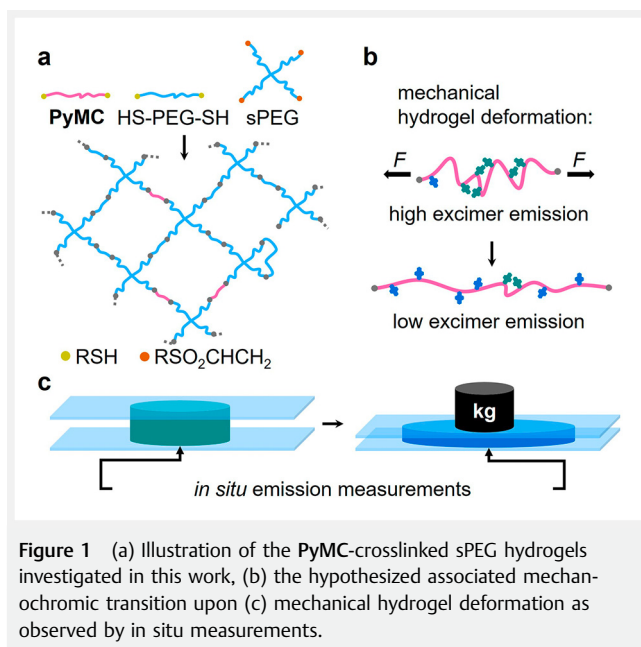 a
b
PyMC HS-PEG-SH sPEG
mechanical
hydrogel deformation:
F F
high excimer emission
low excimer emission
RSH RSO₂CHCH₂
c
kg
in situ emission measurements
Figure 1 (a) Illustration of the PyMC-crosslinked sPEG hydrogels
investigated in this work, (b) the hypothesized associated mechan-
ochromic transition upon (c) mechanical hydrogel deformation as
observed by in situ measurements.